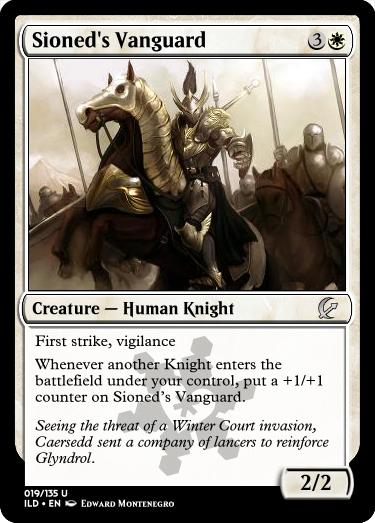 Sioned's Vanguard 3
Creature — Human Knight
First strike, vigilance
Whenever another Knight enters the
battlefield under your control, put a +1/+1
counter on Sioned's Vanguard.
Seeing the threat of a Winter Court invasion,
Caersedd sent a company of lancers to reinforce
Glyndrol.
2/2
019/135 U
ILD • EN Edward Montenegro